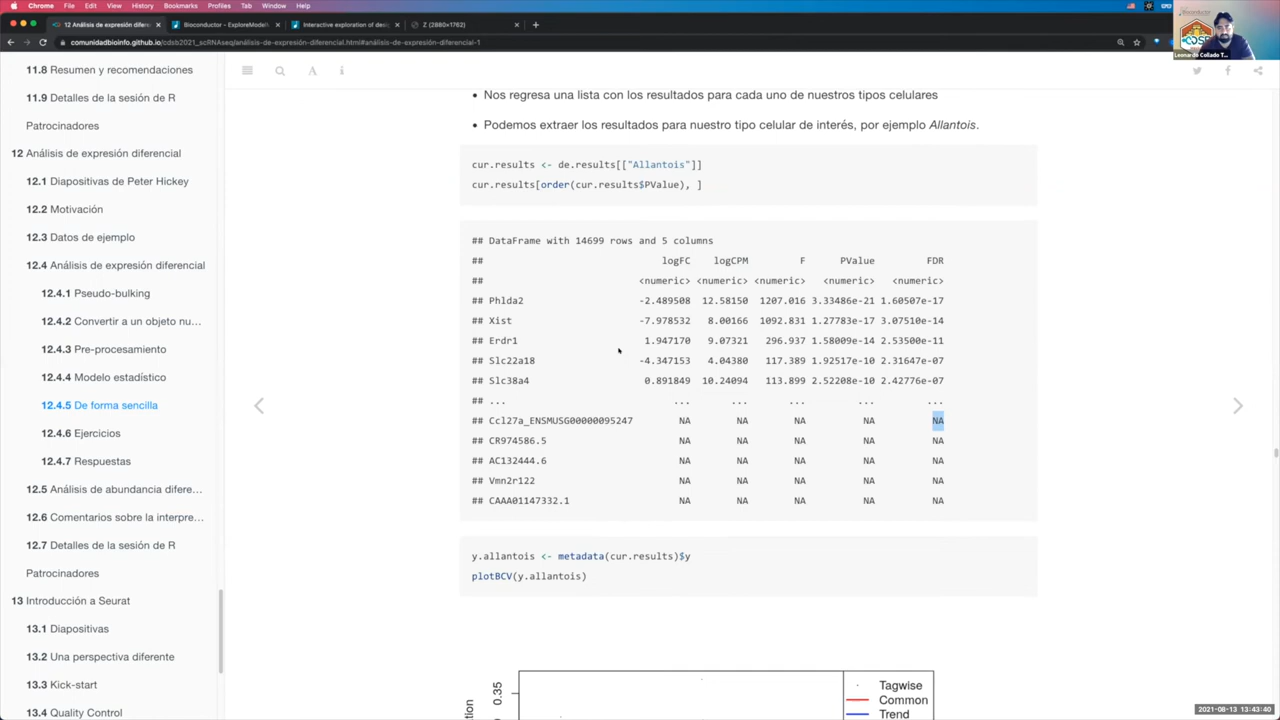 Chrome File Edit View History Bookmarks Profiles Tab Window Help
12 Análisis de expresión difere
Bioconductor - ExploreModelM
Interactive exploration of desig
Z (2880×1762)
comunidadbioinfo.github.io/cdsb2021_scRNAseq/análisis-de-expresión-diferencial.html#análisis-de-expresión-diferencial-1
Leonardo Collado T...
11.8 Resumen y recomendaciones
11.9 Detalles de la sesión de R
Patrocinadores
12 Análisis de expresión diferencial
12.1 Diapositivas de Peter Hickey
12.2 Motivación
12.3 Datos de ejemplo
12.4 Análisis de expresión diferencial
12.4.1 Pseudo-bulking
12.4.2 Convertir a un objeto nu...
12.4.3 Pre-procesamiento
12.4.4 Modelo estadístico
12.4.5 De forma sencilla
12.4.6 Ejercicios
12.4.7 Respuestas
12.5 Análisis de abundancia difere...
12.6 Comentarios sobre la interpre...
12.7 Detalles de la sesión de R
Patrocinadores
13 Introducción a Seurat
13.1 Diapositivas
13.2 Una perspectiva diferente
13.3 Kick-start
13.4 Quality Control
• Nos regresa una lista con los resultados para cada uno de nuestros tipos celulares
• Podemos extraer los resultados para nuestro tipo celular de interés, por ejemplo Allantois.
cur.results <- de.results[["Allantois"]]
cur.results[order(cur.results$PValue), ]
## DataFrame with 14699 rows and 5 columns
## logFC logCPM F PValue FDR
## <numeric> <numeric> <numeric> <numeric> <numeric>
## Phlda2 -2.489508 12.58150 1207.016 3.33486e-21 1.60507e-17
## Xist -7.978532 8.00166 1092.831 1.27783e-17 3.07510e-14
## Erdr1 1.947170 9.07321 296.937 1.58009e-14 2.53500e-11
## Slc22a18 -4.347153 4.04380 117.389 1.92517e-10 2.31647e-07
## Slc38a4 0.891849 10.24094 113.899 2.52208e-10 2.42776e-07
## ... ... ... ... ... ...
## Ccl27a_ENSMUSG00000095247 NA NA NA NA NA
## CR974586.5 NA NA NA NA NA
## AC132444.6 NA NA NA NA NA
## Vmn2r122 NA NA NA NA NA
## CAAA01147332.1 NA NA NA NA NA
y.allantois <- metadata(cur.results)$y
plotBCV(y.allantois)
0.35
Tagwise
Common
Trend
2021-08-13 13:43:40